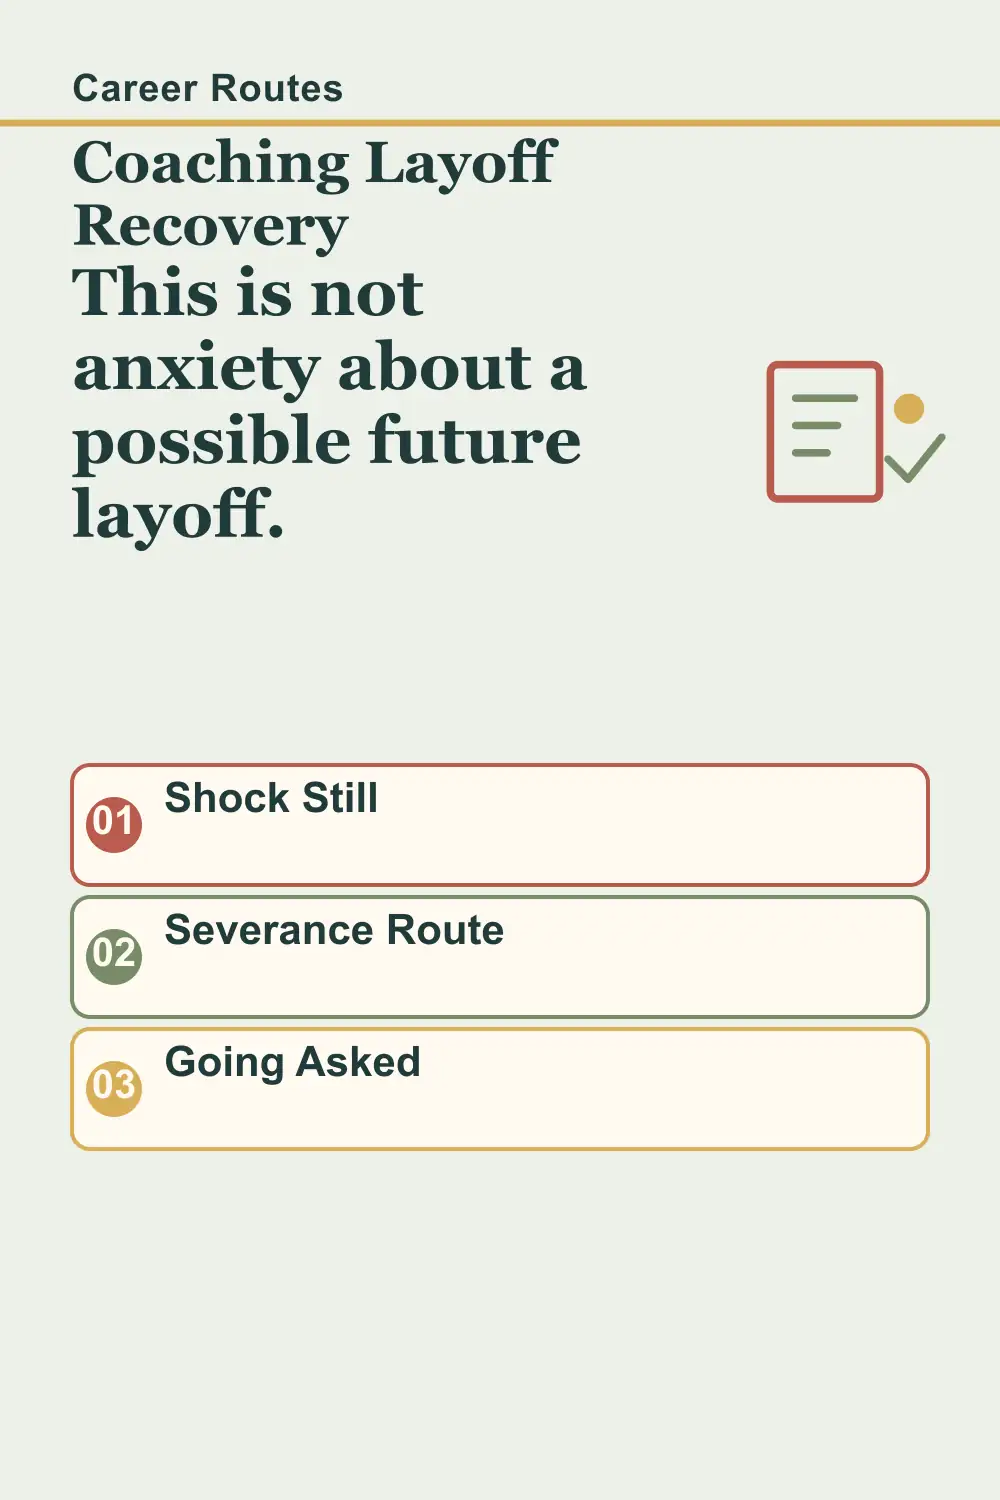 Career Routes
Coaching Layoff
Recovery
This is not
anxiety about a
possible future
layoff.
01 Shock Still
02 Severance Route
03 Going Asked